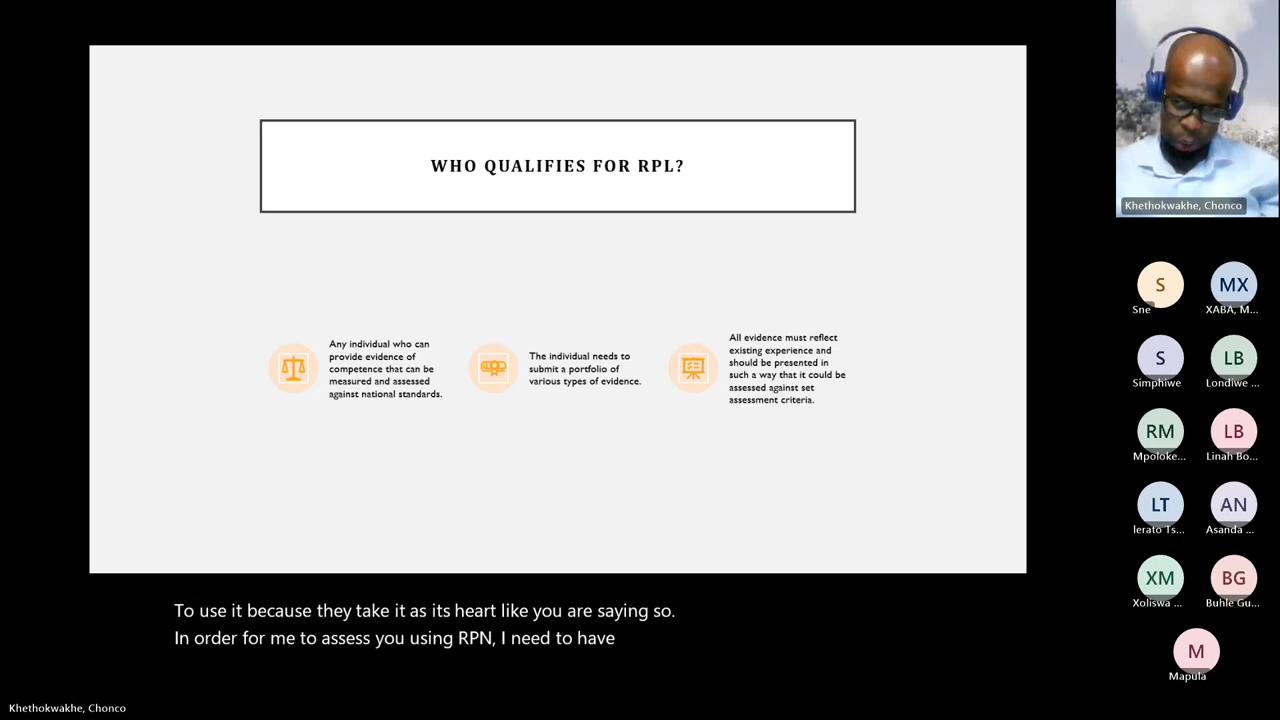 WHO QUALIFIES FOR RPL?
Any individual who can
provide evidence of
competence that can be
measured and assessed
against national standards.
The individual needs to
submit a portfolio of
various types of evidence.
All evidence must reflect
existing experience and
should be presented in
such a way that it could be
assessed against set
assessment criteria.
To use it because they take it as its heart like you are saying so.
In order for me to assess you using RPN, I need to have
Khethokwakhe, Chonco
Khethokwakhe, Chonco
S
Sne
MX
XABA, M...
S
Simphiwe
LB
Londiwe ...
RM
Mpoloke...
LB
Linah Bo...
LT
lerato Ts...
AN
Asanda ...
XM
Xoliswa ...
BG
Buhle Gu...
M
Mapula